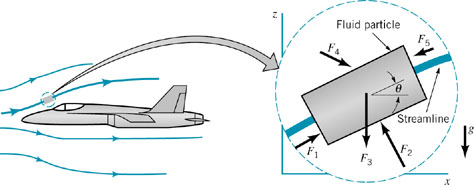 z
Fluid particle
F₄
F₅
θ
Streamline
F₁
F₃
F₂
g
x